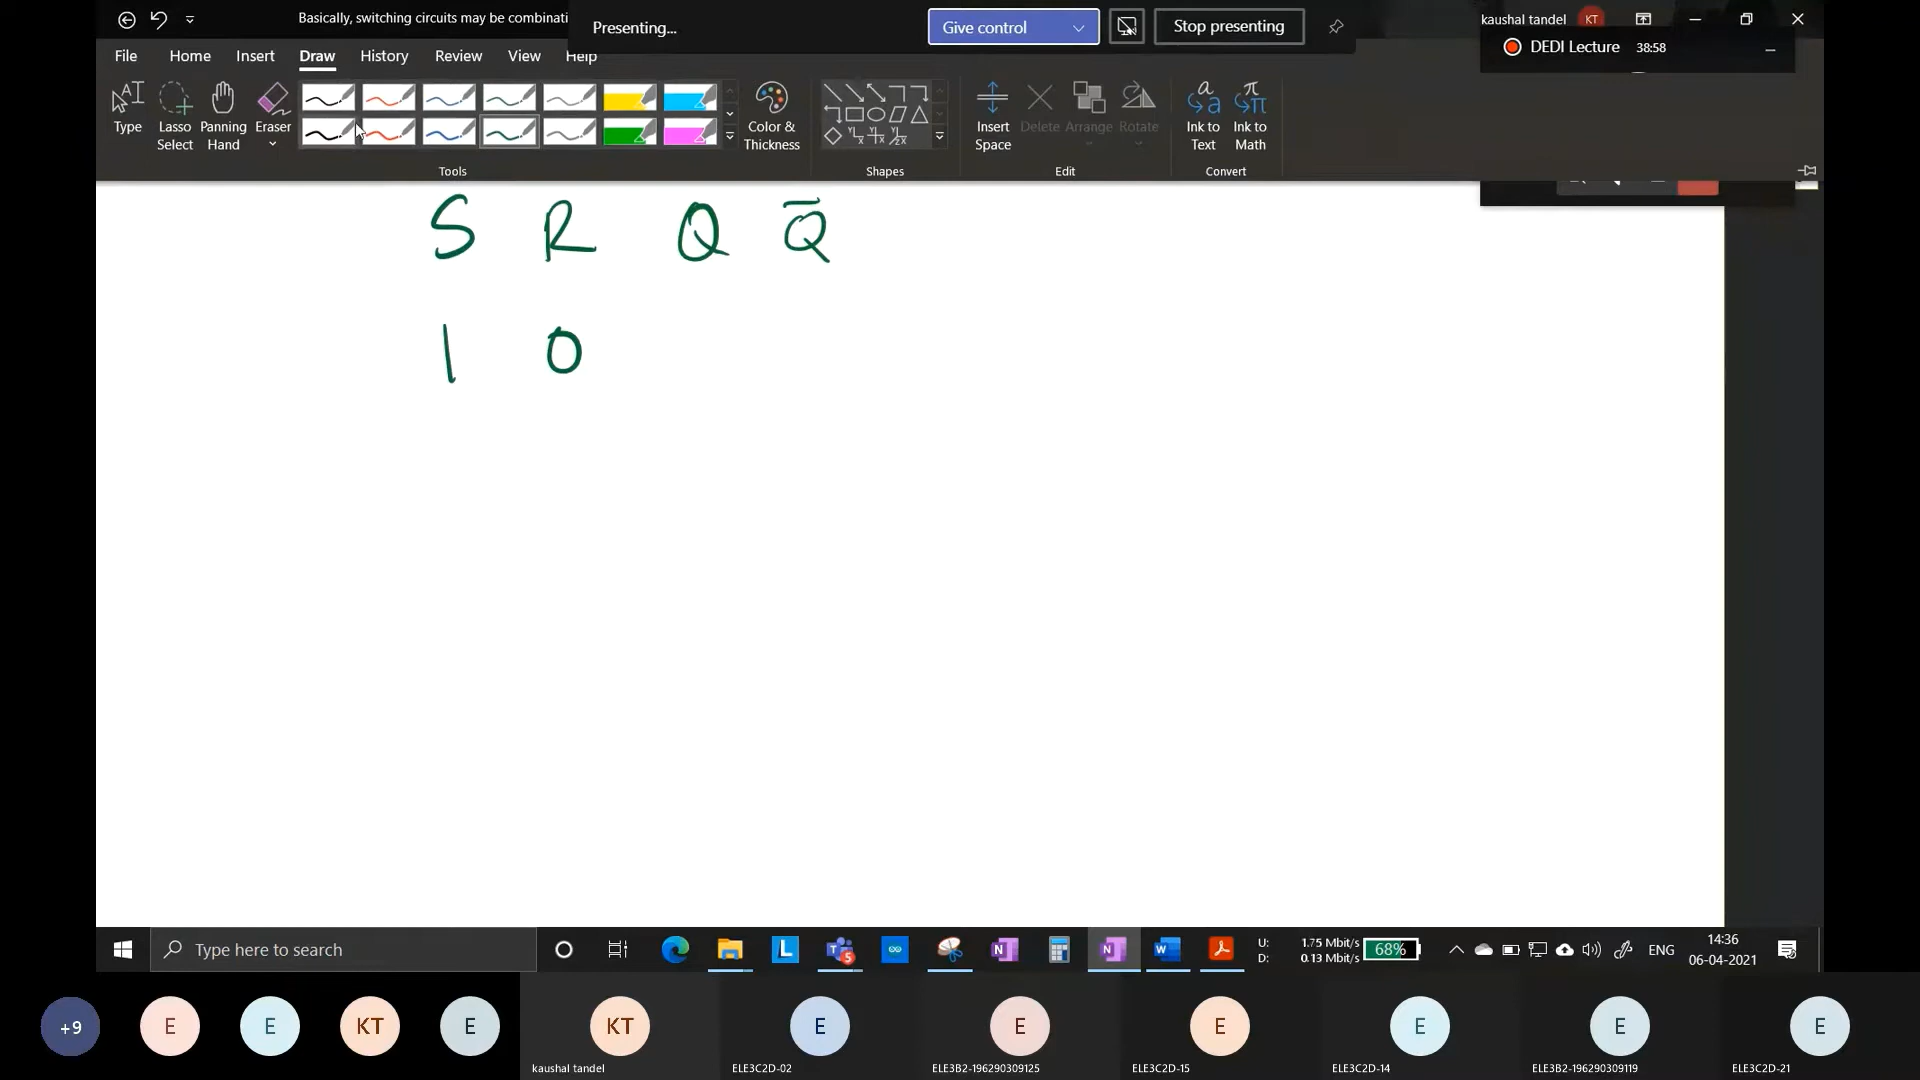 Basically, switching circuits may be combinati
Presenting...
Give control
Stop presenting
kaushal tandel KT
DEDI Lecture 38:58
File Home Insert Draw History Review View Help
Type
Lasso Select
Panning Hand
Eraser
Color & Thickness
Insert Space
Delete
Arrange
Rotate
Ink to Text
Ink to Math
Tools
Shapes
Edit
Convert
S R Q Q̅
1 0
Type here to search
U: 1.75 Mbit/s
D: 0.13 Mbit/s
68%
ENG
14:36
06-04-2021
+9 E E KT E KT E E E E E E
kaushal tandel
ELE3C2D-02
ELE3B2-196290309125
ELE3C2D-15
ELE3C2D-14
ELE3B2-196290309119
ELE3C2D-21